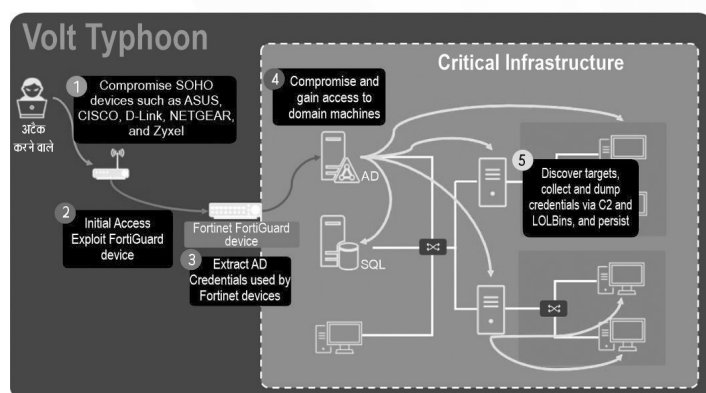 Volt Typhoon
Critical Infrastructure
1
Compromise SOHO
devices such as ASUS,
CISCO, D-Link, NETGEAR,
and Zyxel
अटैक
करने वाले
2
Initial Access
Exploit FortiGuard
device
Fortinet FortiGuard
device
3
Extract AD
Credentials used by
Fortinet devices
4
Compromise and
gain access to
domain machines
AD
SQL
5
Discover targets,
collect and dump
credentials via C2 and
LOLBins, and persist